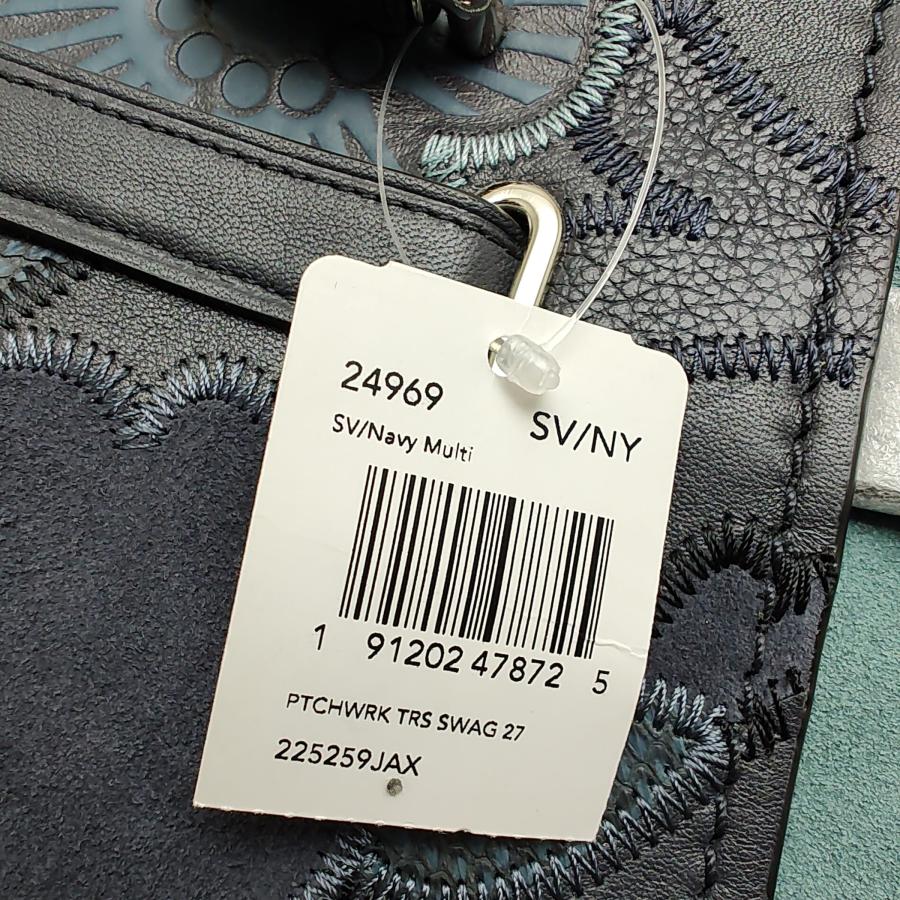 24969
SV/NY
SV/Navy Multi
1 91202 47872 5
PTCHWRK TRS SWAG 27
225259JAX